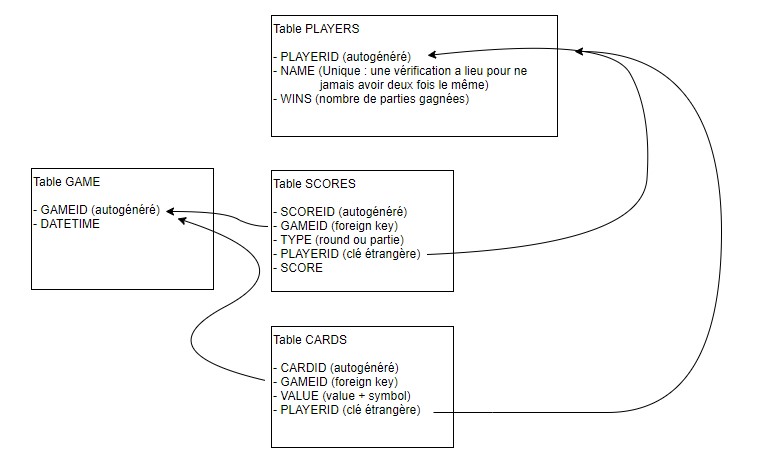 Table PLAYERS
- PLAYERID (autogénéré)
- NAME (Unique : une vérification a lieu pour ne
jamais avoir deux fois le même)
- WINS (nombre de parties gagnées)
Table GAME
- GAMEID (autogénéré)
- DATETIME
Table SCORES
- SCOREID (autogénéré)
- GAMEID (foreign key)
- TYPE (round ou partie)
- PLAYERID (clé étrangère)
- SCORE
Table CARDS
- CARDID (autogénéré)
- GAMEID (foreign key)
- VALUE (value + symbol)
- PLAYERID (clé étrangère)